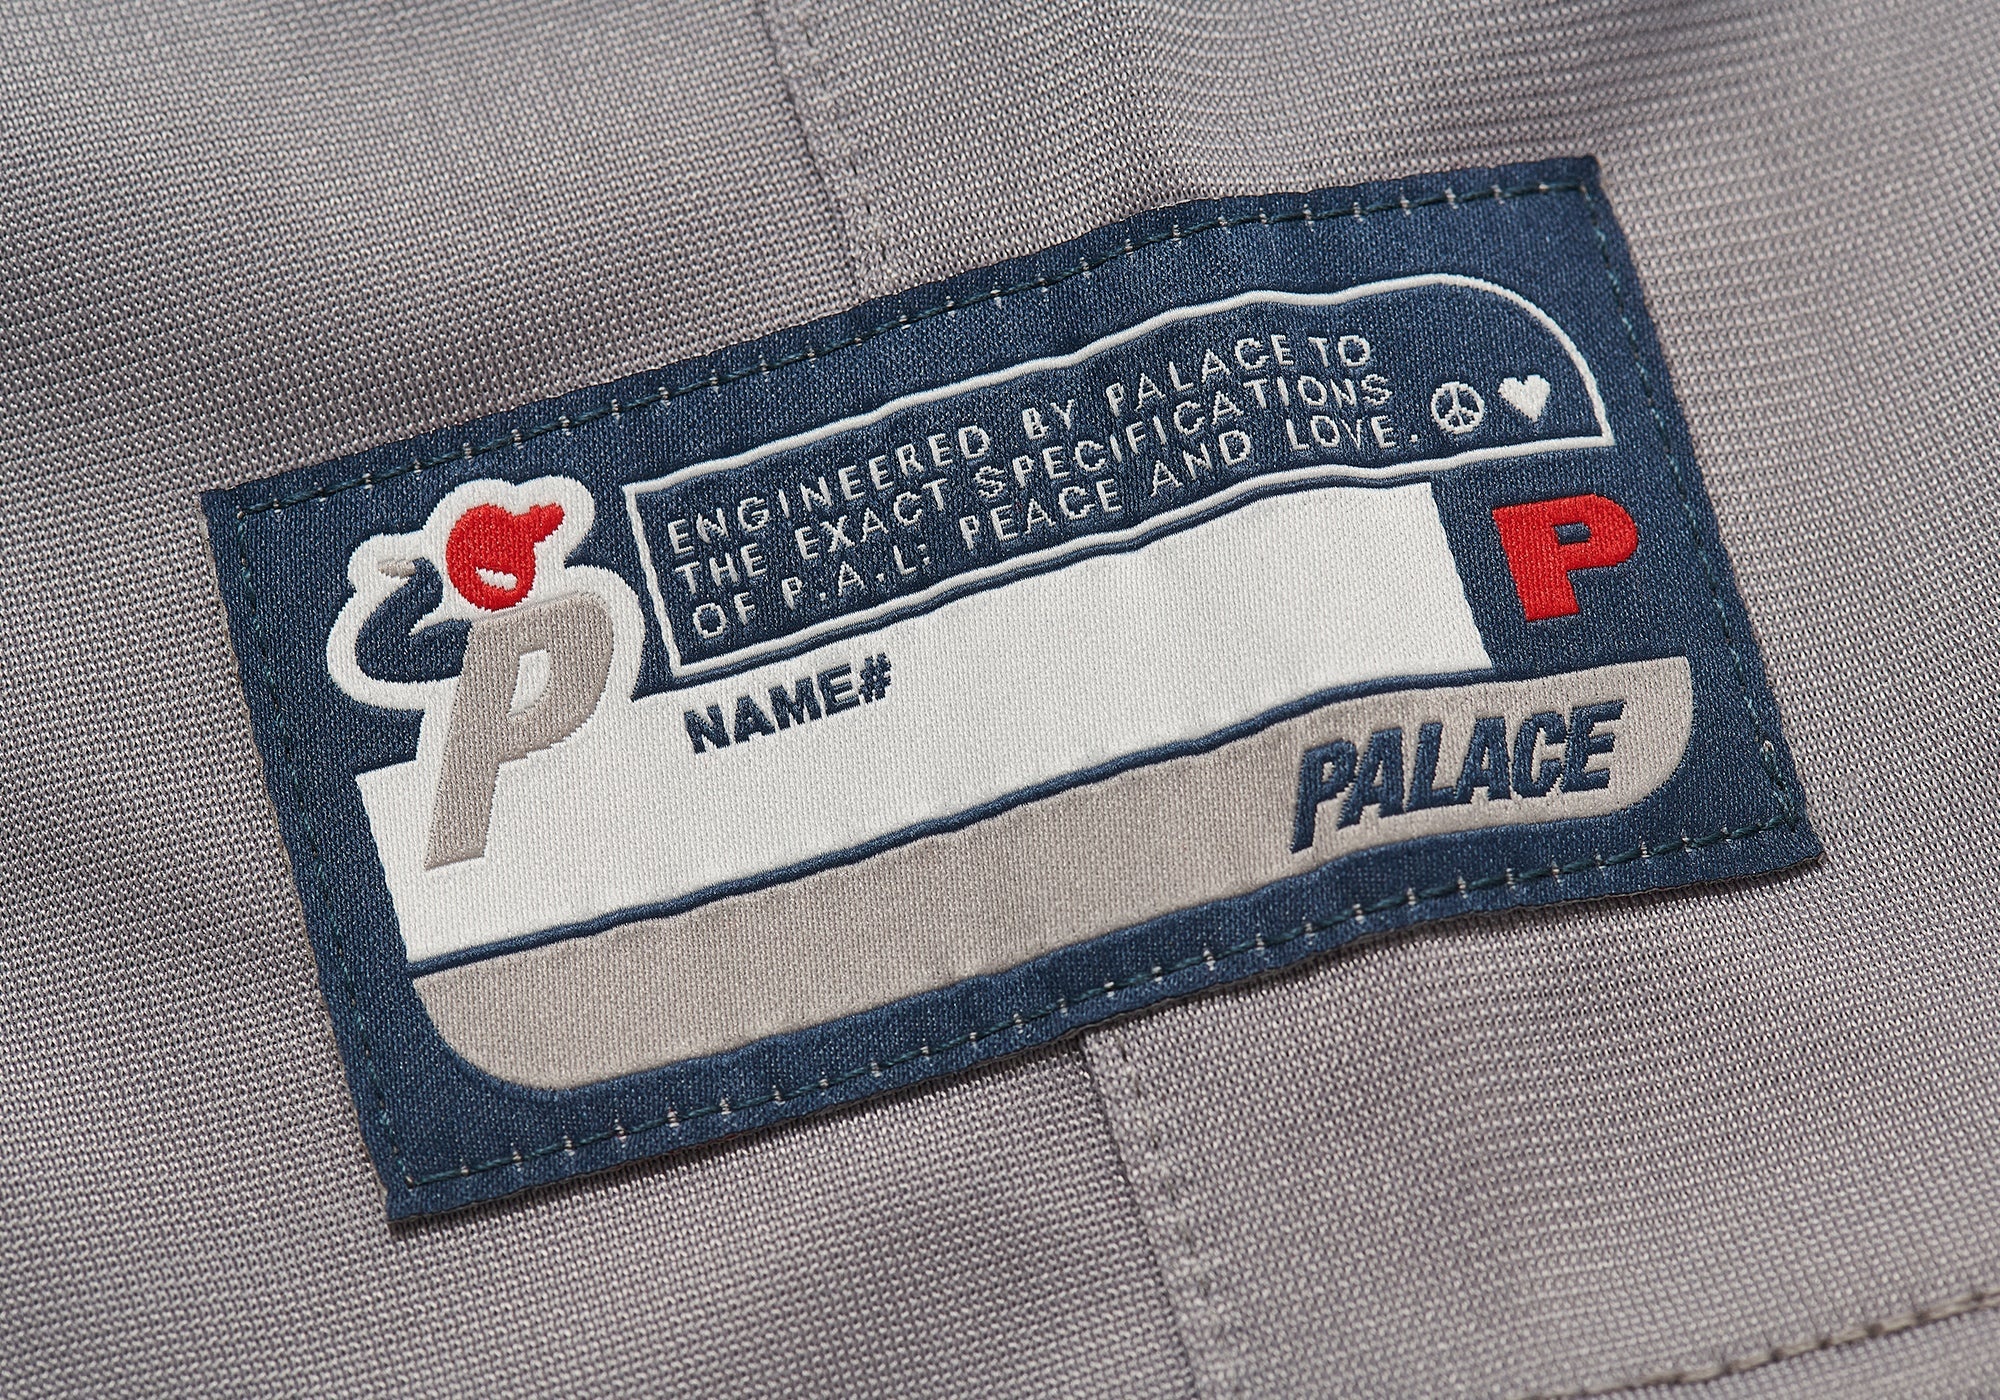 ENGINEERED BY PALACE TO
THE EXACT SPECIFICATIONS
OF P.A.L: PEACE AND LOVE.
P
P
NAME#
PALACE